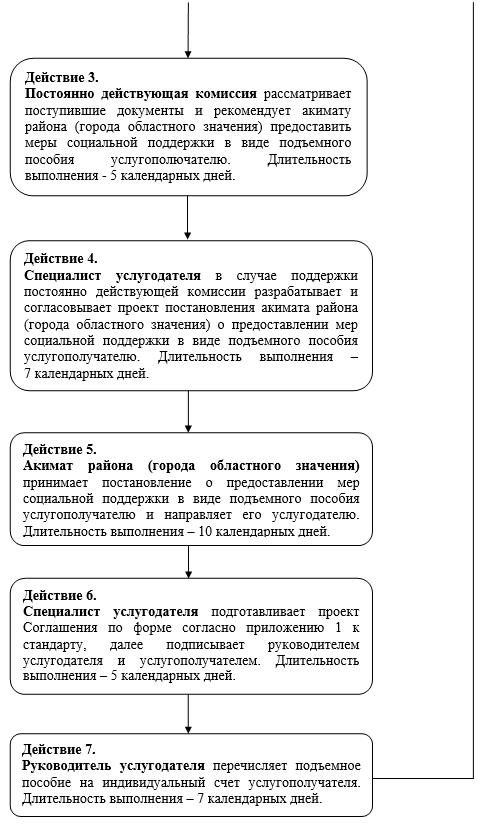 Действие 3.
Постоянно действующая комиссия рассматривает
поступившие документы и рекомендует акимату
района (города областного значения) предоставить
меры социальной поддержки в виде подъемного
пособия услугополючателю. Длительность
выполнения - 5 календарных дней.
Действие 4.
Специалист услугодателя в случае поддержки
постоянно действующей комиссии разрабатывает и
согласовывает проект постановления акимата района
(города областного значения) о предоставлении мер
социальной поддержки в виде подъемного пособия
услугополучателю. Длительность выполнения –
7 календарных дней.
Действие 5.
Акимат района (города областного значения)
принимает постановление о предоставлении мер
социальной поддержки в виде подъемного пособия
услугополучателю и направляет его услугодателю.
Длительность выполнения – 10 календарных дней.
Действие 6.
Специалист услугодателя подготавливает проект
Соглашения по форме согласно приложению 1 к
стандарту, далее подписывает руководителем
услугодателя и услугополучателем. Длительность
выполнения – 5 календарных дней.
Действие 7.
Руководитель услугодателя перечисляет подъемное
пособие на индивидуальный счет услугополучателя.
Длительность выполнения – 7 календарных дней.